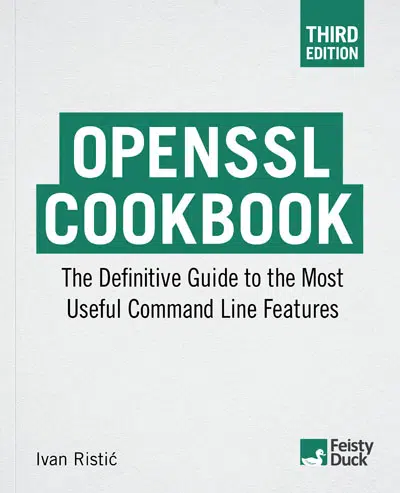 THIRD
EDITION
OPENSSL
COOKBOOK
The Definitive Guide to the Most
Useful Command Line Features
Ivan Ristić
Feisty
Duck